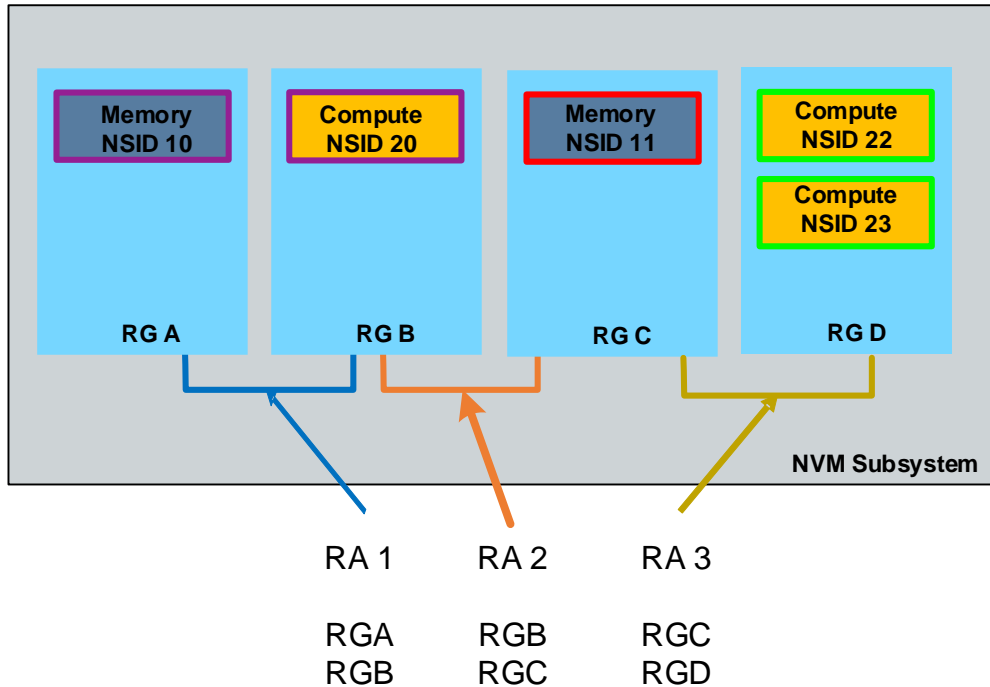 Memory
NSID 10
Compute
NSID 20
Memory
NSID 11
Compute
NSID 22
Compute
NSID 23
RG A
RG B
RG C
RG D
NVM Subsystem
RA 1
RA 2
RA 3
RGA
RGB
RGC
RGB
RGC
RGD